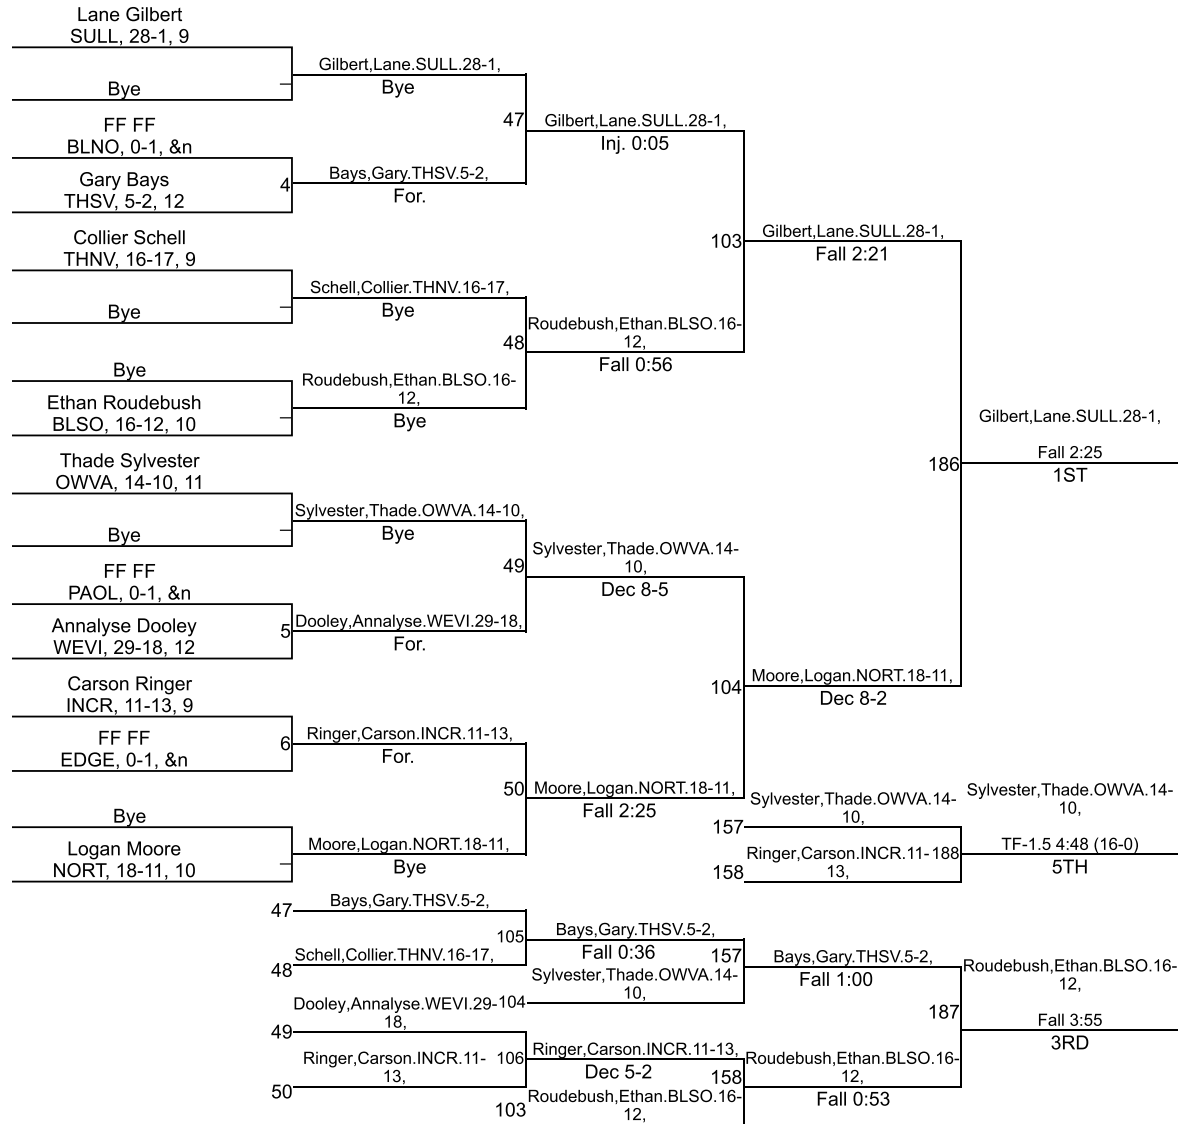 Lane Gilbert
SULL, 28-1, 9
Bye
Gilbert,Lane.SULL.28-1,
Bye
FF FF
BLNO, 0-1, &n
Gary Bays
THSV, 5-2, 12
4
Bays,Gary.THSV.5-2,
For.
47
Gilbert,Lane.SULL.28-1,
Inj. 0:05
Collier Schell
THNV, 16-17, 9
Bye
Schell,Collier.THNV.16-17,
Bye
Bye
Ethan Roudebush
BLSO, 16-12, 10
Roudebush,Ethan.BLSO.16-
12,
Bye
48
Roudebush,Ethan.BLSO.16-
12,
Fall 0:56
103
Gilbert,Lane.SULL.28-1,
Fall 2:21
Thade Sylvester
OWVA, 14-10, 11
Bye
Sylvester,Thade.OWVA.14-10,
Bye
FF FF
PAOL, 0-1, &n
Annalyse Dooley
WEVI, 29-18, 12
5
Dooley,Annalyse.WEVI.29-18,
For.
49
Sylvester,Thade.OWVA.14-
10,
Dec 8-5
Carson Ringer
INCR, 11-13, 9
FF FF
EDGE, 0-1, &n
6
Ringer,Carson.INCR.11-13,
For.
Bye
Logan Moore
NORT, 18-11, 10
Moore,Logan.NORT.18-11,
Bye
50
Moore,Logan.NORT.18-11,
Fall 2:25
104
Moore,Logan.NORT.18-11,
Dec 8-2
186
Gilbert,Lane.SULL.28-1,
Fall 2:25
1ST
157
Sylvester,Thade.OWVA.14-
10,
158
Ringer,Carson.INCR.11-
13,
188
Sylvester,Thade.OWVA.14-
10,
TF-1.5 4:48 (16-0)
5TH
47
Bays,Gary.THSV.5-2,
48
Schell,Collier.THNV.16-17,
105
Bays,Gary.THSV.5-2,
Fall 0:36
104
Sylvester,Thade.OWVA.14-
10,
157
Bays,Gary.THSV.5-2,
Fall 1:00
49
Dooley,Annalyse.WEVI.29-
18,
50
Ringer,Carson.INCR.11-
13,
106
Ringer,Carson.INCR.11-13,
Dec 5-2
103
Roudebush,Ethan.BLSO.16-
12,
158
Roudebush,Ethan.BLSO.16-
12,
Fall 0:53
187
Roudebush,Ethan.BLSO.16-
12,
Fall 3:55
3RD